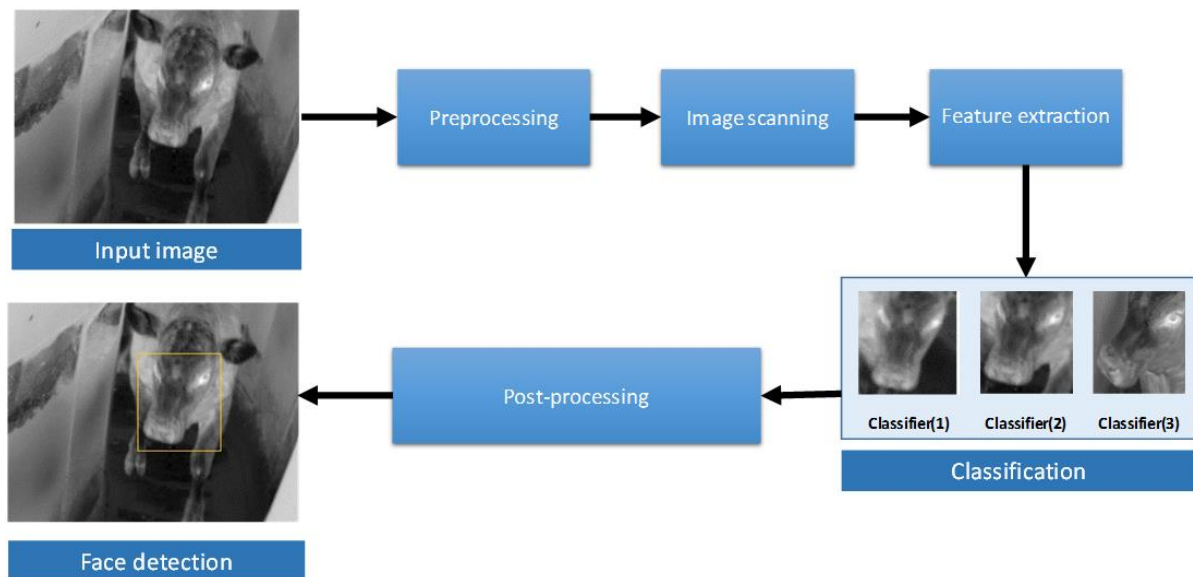 Input image
Preprocessing
Image scanning
Feature extraction
Classifier(1)
Classifier(2)
Classifier(3)
Classification
Post-processing
Face detection